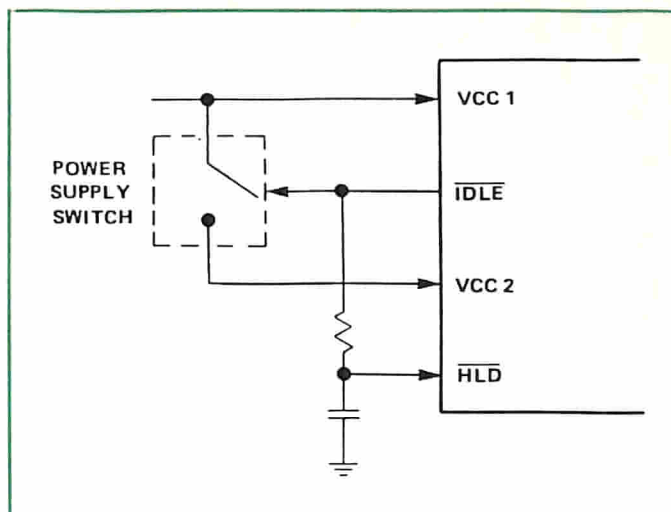 VCC 1
POWER
SUPPLY
SWITCH
IDLE
VCC 2
HLD